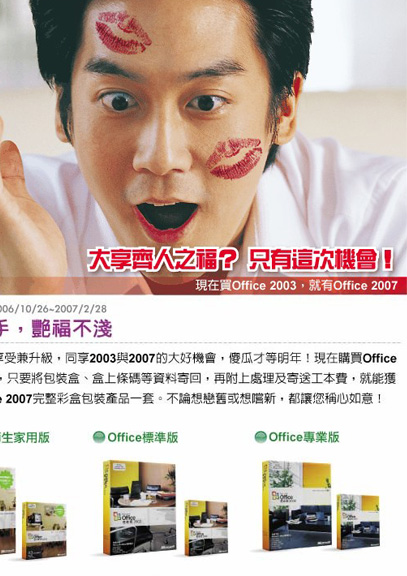 大享齊人之福？ 只有這次機會！
現在買Office 2003，就有Office 2007
006/10/26~2007/2/28
手，艷福不淺
享受兼升級，同享2003與2007的大好機會，傻瓜才等明年！現在購買Office
，只要將包裝盒、盒上條碼等資料寄回，再附上處理及寄送工本費，就能獲
e 2007完整彩盒包裝產品一套。不論想戀舊或想嚐新，都讓您稱心如意！
師生家用版
Office標準版
Office專業版
Office
Office
Office
Office